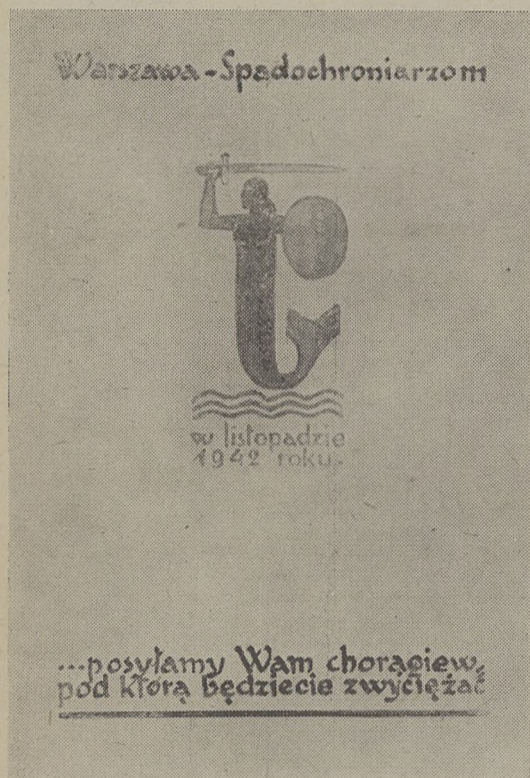 Warszawa - Spadochroniarzom
w listopadzie
1942 roku.
...posyłamy Wam chorągiew,
pod którą będziecie zwyciężać